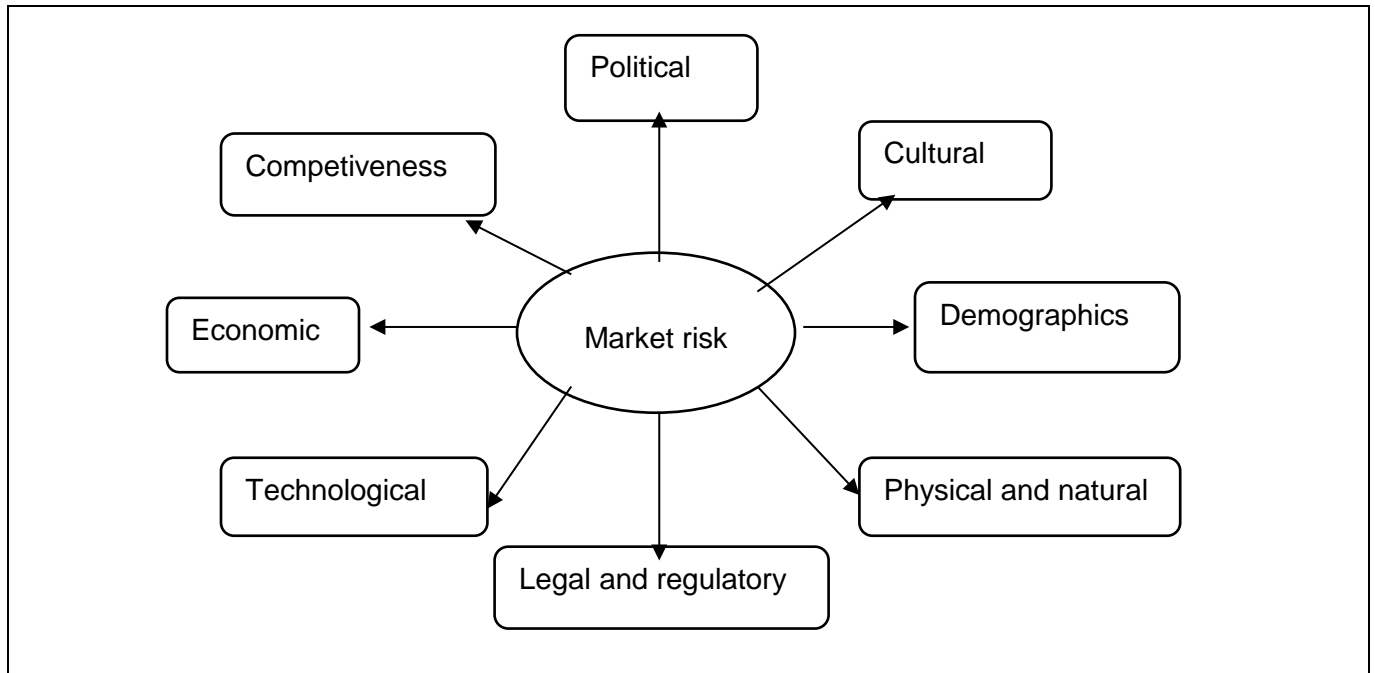 Political
Competiveness
Cultural
Economic
Market risk
Demographics
Technological
Physical and natural
Legal and regulatory